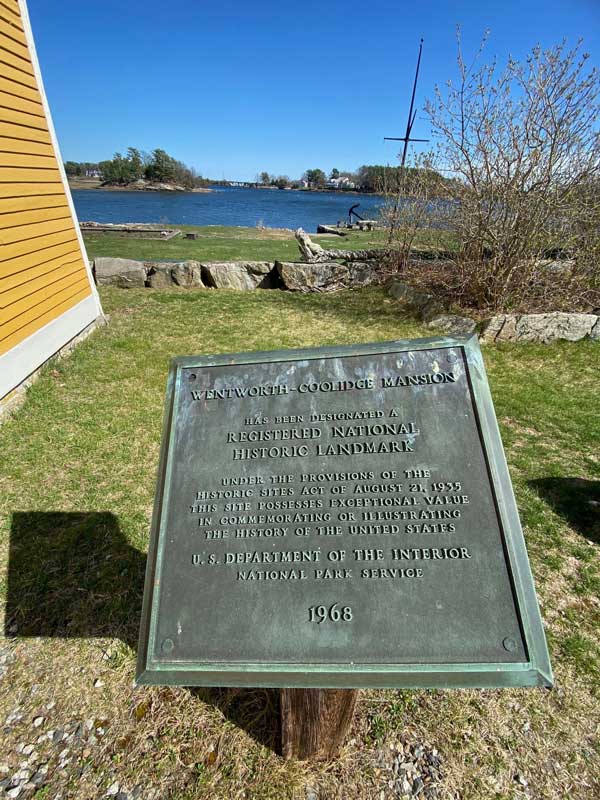 WENTWORTH-COOLIDGE MANSION
HAS BEEN DESIGNATED A
REGISTERED NATIONAL
HISTORIC LANDMARK
UNDER THE PROVISIONS OF THE
HISTORIC SITES ACT OF AUGUST 21, 1935
THIS SITE POSSESSES EXCEPTIONAL VALUE
IN COMMEMORATING OR ILLUSTRATING
THE HISTORY OF THE UNITED STATES
U. S. DEPARTMENT OF THE INTERIOR
NATIONAL PARK SERVICE
1968